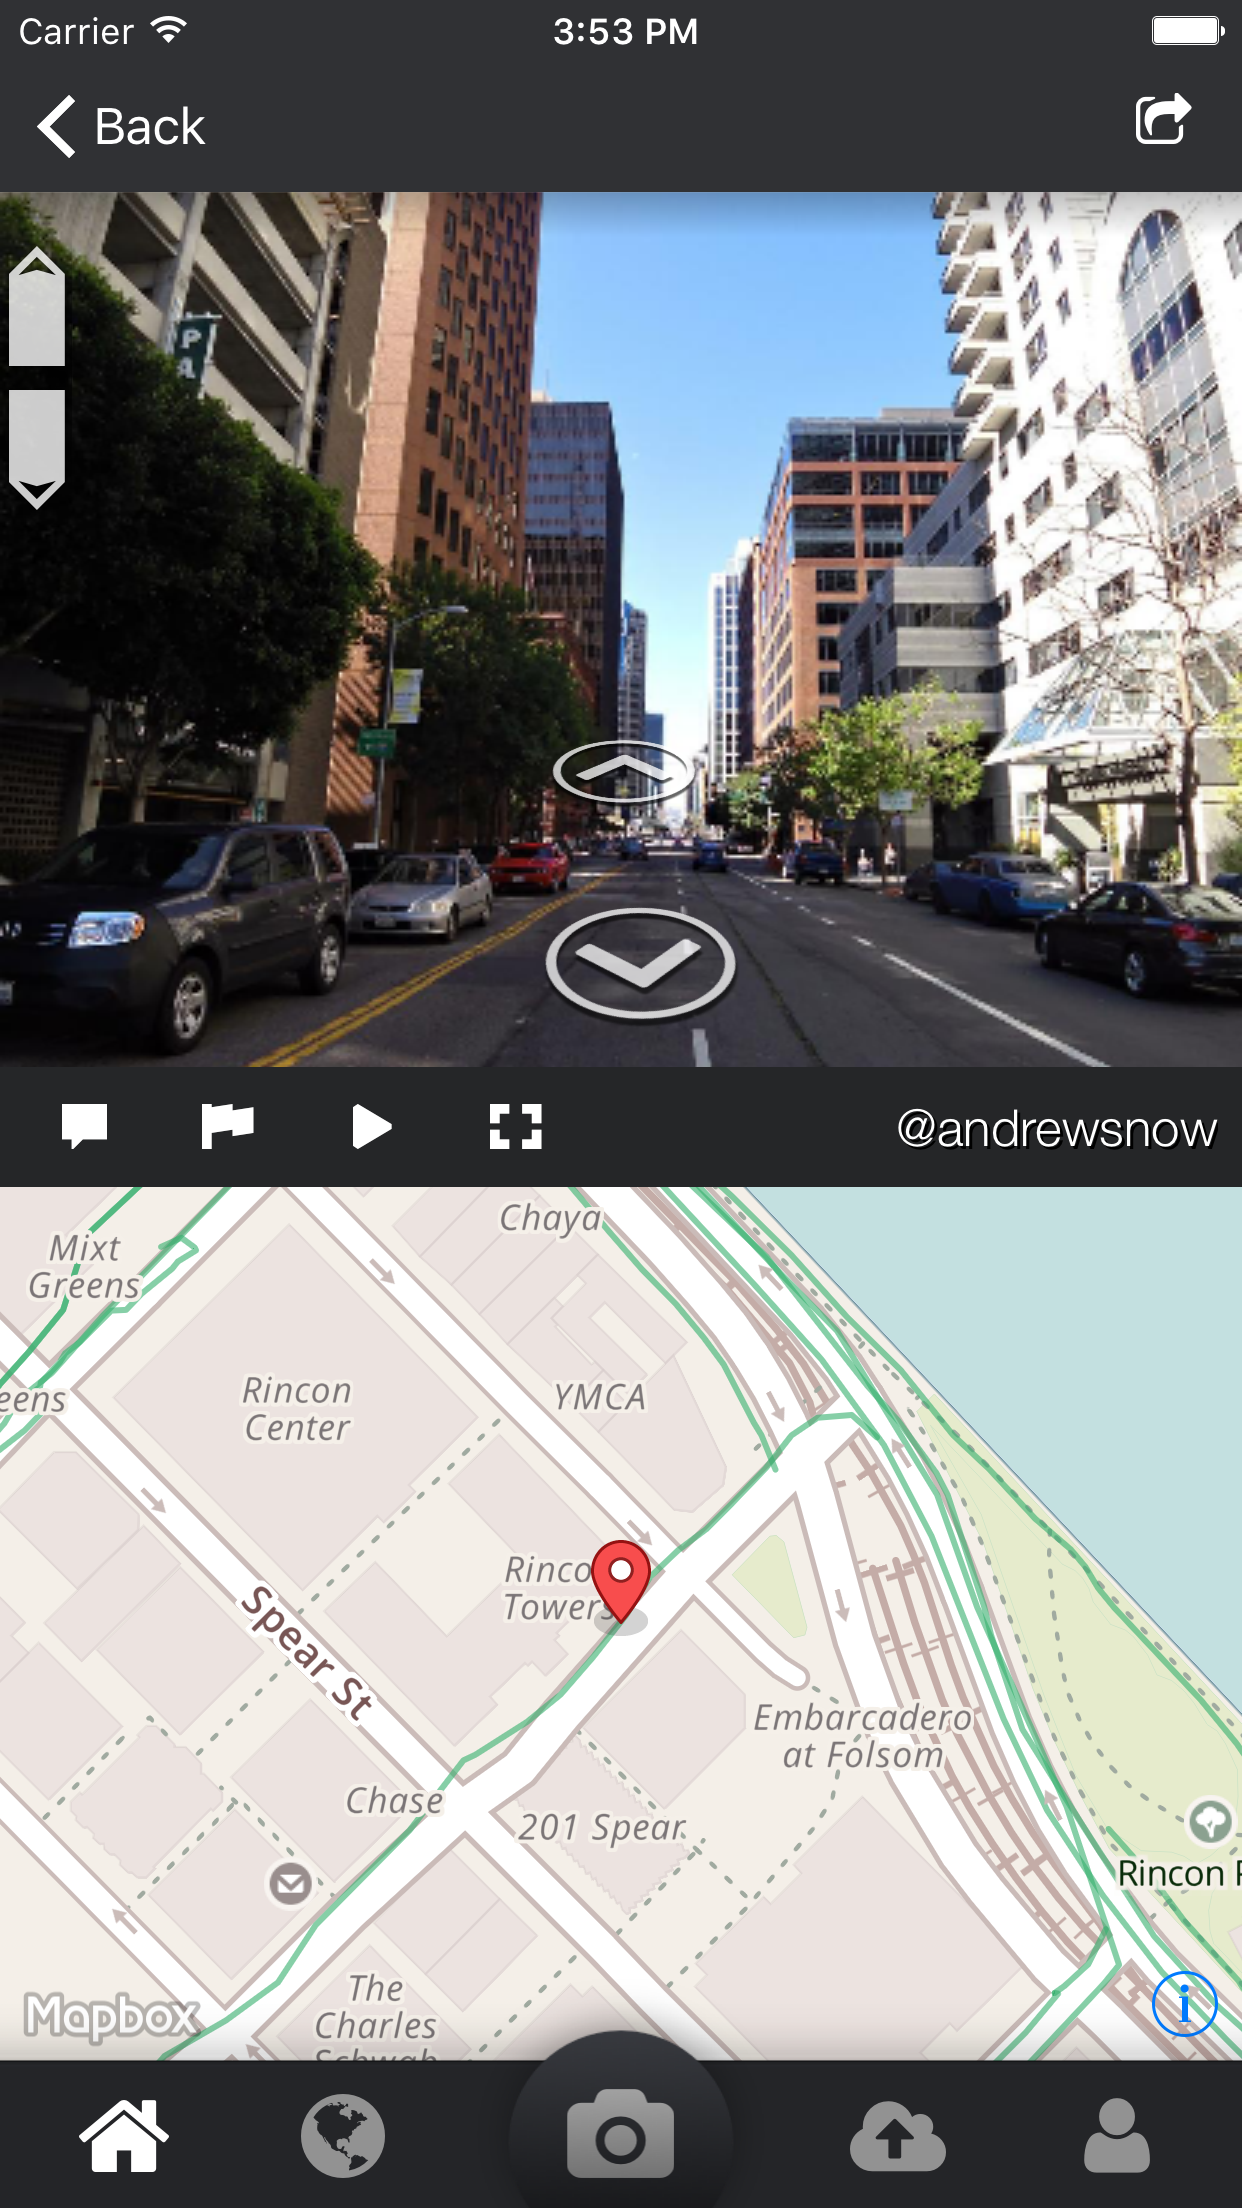 Carrier
3:53 PM
Back
P
A
@andrewsnow
Chaya
Mixt
Greens
eens
Rincon
Center
YMCA
Rinco
Towers
Spear St
Embarcadero
at Folsom
Chase
201 Spear
Rincon
The
Charles
Schwab
Mapbox
i